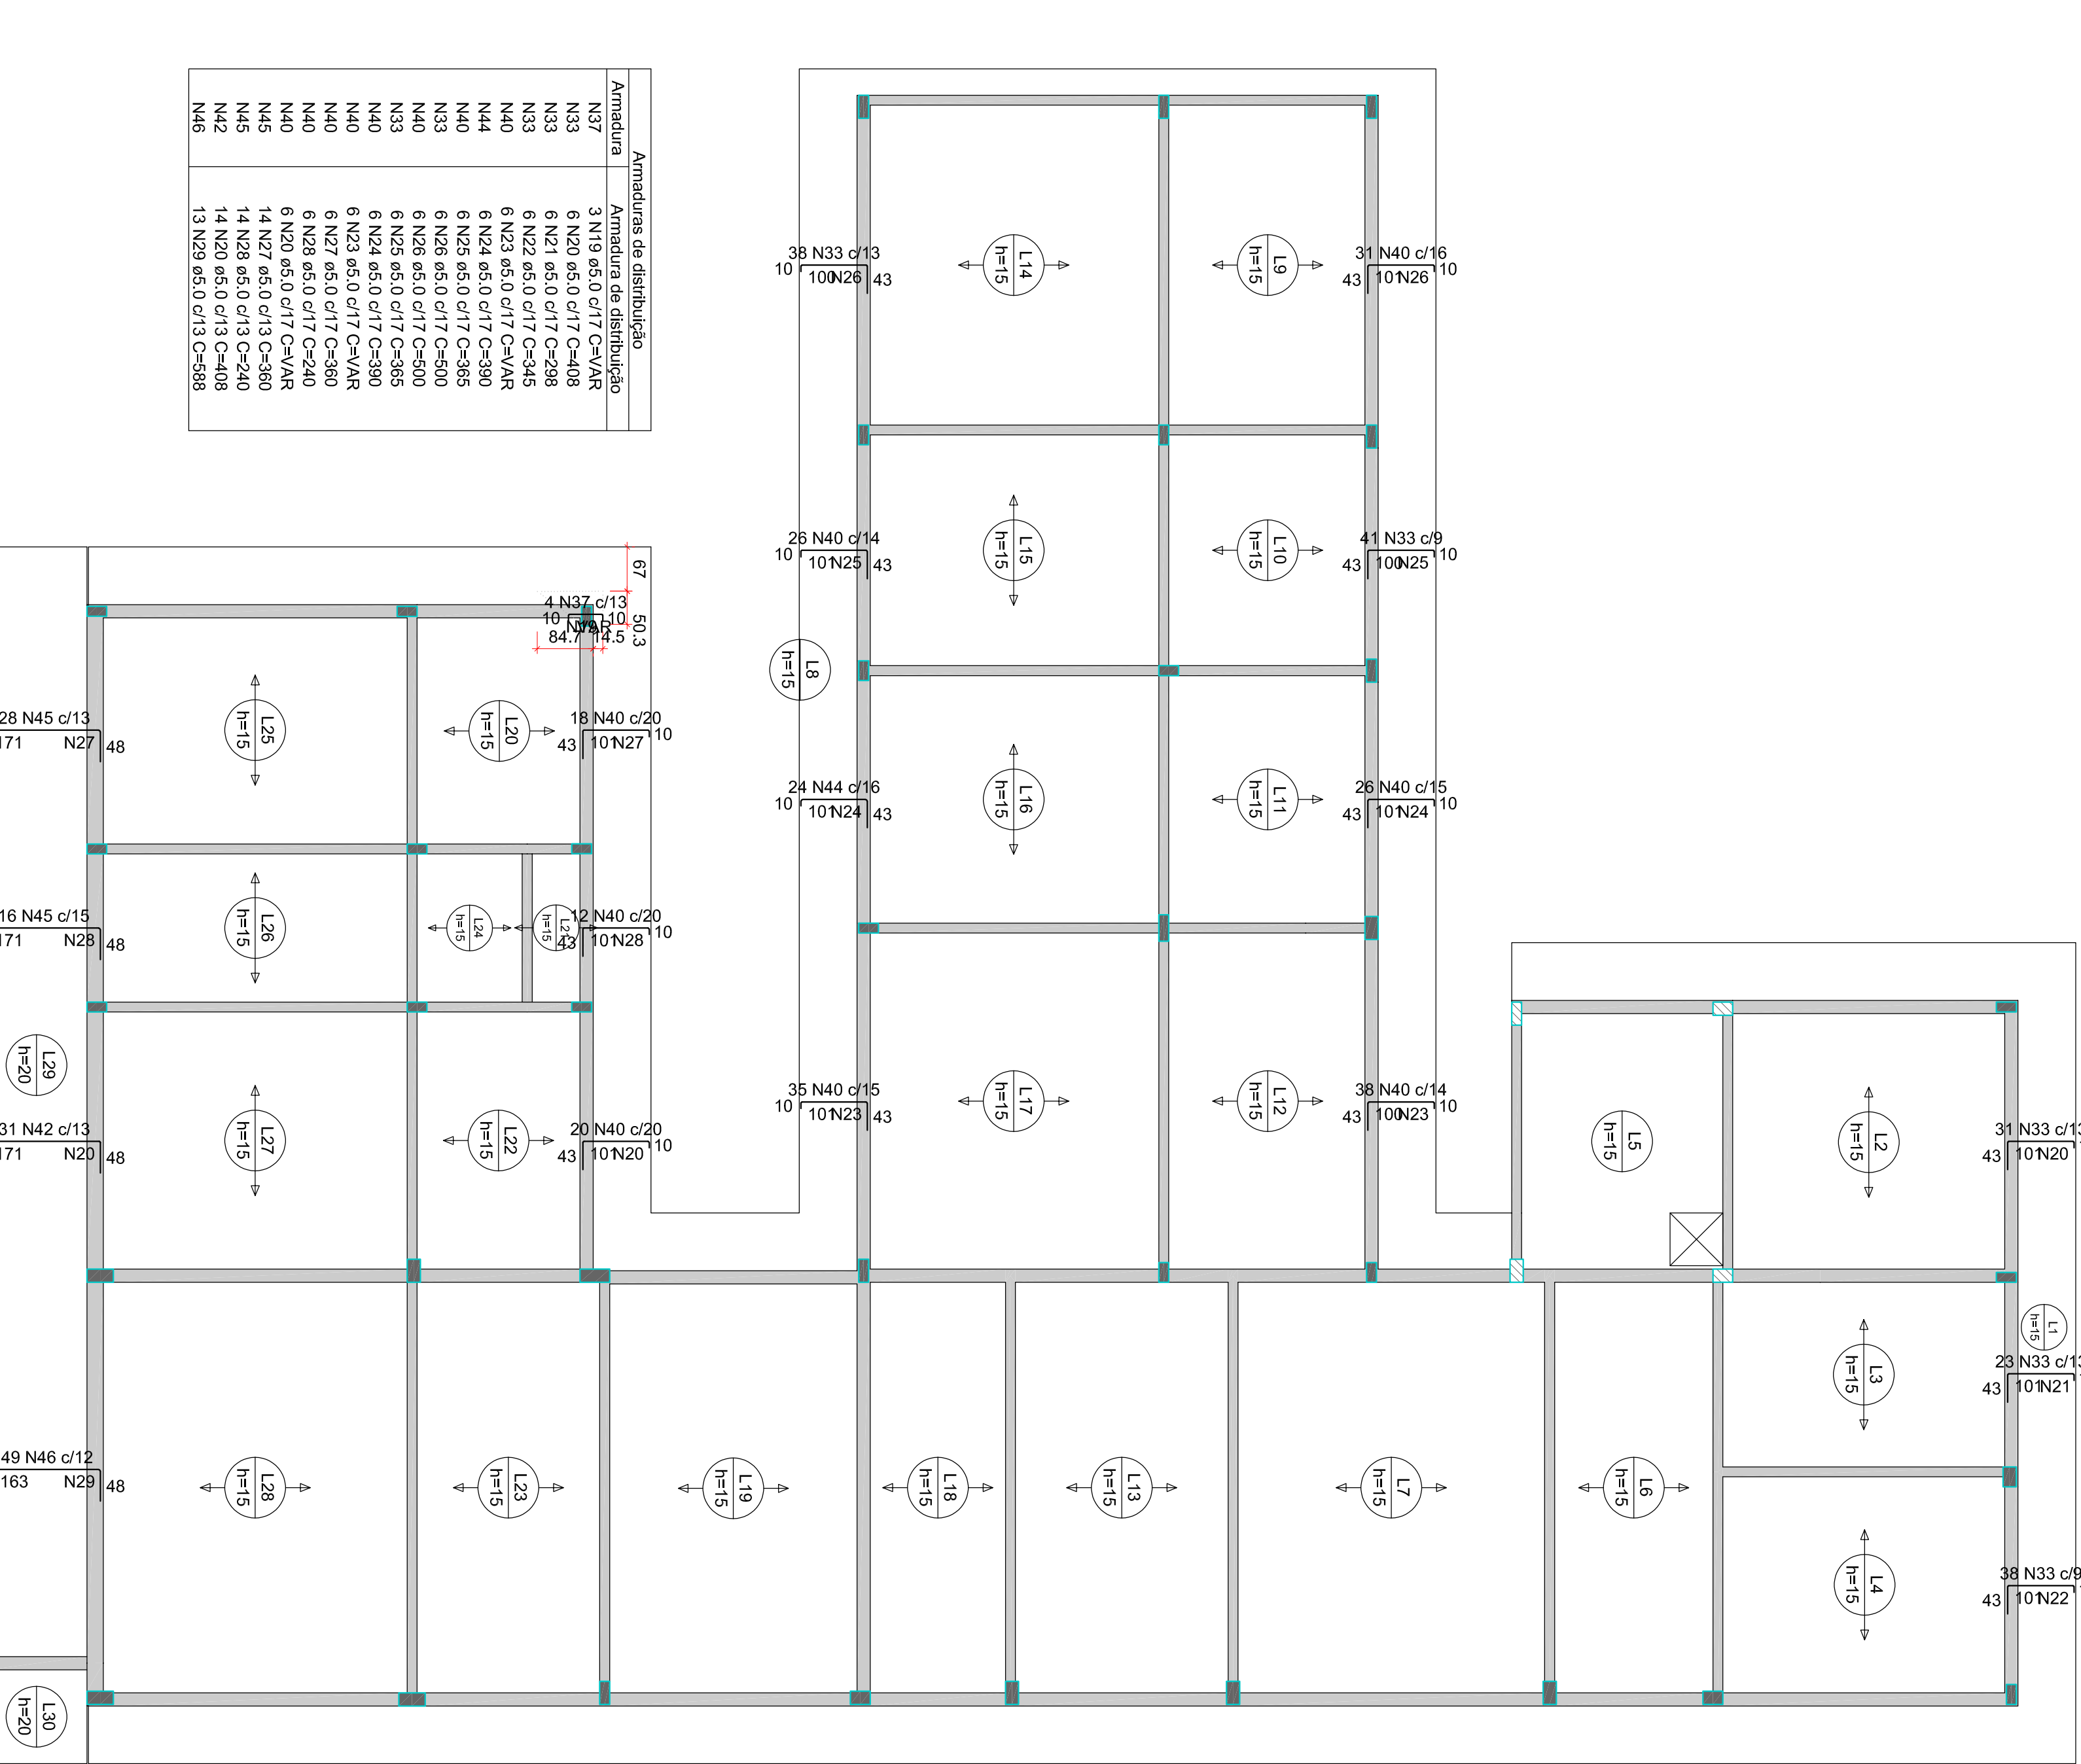 Armaduras de distribuição
Armadura Armadura de distribuição
N37 3 N19 ø5.0 c/17 C=VAR
N33 6 N20 ø5.0 c/17 C=408
N33 6 N21 ø5.0 c/17 C=298
N33 6 N22 ø5.0 c/17 C=345
N40 6 N23 ø5.0 c/17 C=VAR
N44 6 N24 ø5.0 c/17 C=390
N40 6 N25 ø5.0 c/17 C=365
N33 6 N26 ø5.0 c/17 C=500
N40 6 N26 ø5.0 c/17 C=500
N33 6 N25 ø5.0 c/17 C=365
N40 6 N24 ø5.0 c/17 C=390
N40 6 N23 ø5.0 c/17 C=VAR
N40 6 N27 ø5.0 c/17 C=360
N40 6 N28 ø5.0 c/17 C=240
N40 6 N20 ø5.0 c/17 C=VAR
N45 14 N27 ø5.0 c/13 C=360
N45 14 N28 ø5.0 c/13 C=240
N42 14 N20 ø5.0 c/13 C=408
N46 13 N29 ø5.0 c/13 C=588
38 N33 c/13
10 100 N26 43
L14
h=15
L9
h=15
31 N40 c/16
43 101 N26 10
26 N40 c/14
10 101 N25 43
L15
h=15
L10
h=15
41 N33 c/9
43 100 N25 10
67
50.3
4 N37 c/13
10 10
VAR
84.7 14.5
L8
h=15
28 N45 c/13
171 N27 48
L25
h=15
L20
h=15
18 N40 c/20
43 101 N27 10
24 N44 c/16
10 101 N24 43
L16
h=15
L11
h=15
26 N40 c/15
43 101 N24 10
16 N45 c/15
171 N28 48
L26
h=15
L24
h=15
L21
h=15
12 N40 c/20
43 101 N28 10
L29
h=20
35 N40 c/15
10 101 N23 43
L17
h=15
L12
h=15
38 N40 c/14
43 100 N23 10
31 N42 c/13
171 N20 48
L27
h=15
L22
h=15
20 N40 c/20
43 101 N20 10
L5
h=15
L2
h=15
31 N33 c/13
43 101 N20
L1
h=15
L3
h=15
23 N33 c/13
43 101 N21
49 N46 c/12
163 N29 48
L28
h=15
L23
h=15
L19
h=15
L18
h=15
L13
h=15
L7
h=15
L6
h=15
L4
h=15
38 N33 c/9
43 101 N22
L30
h=20